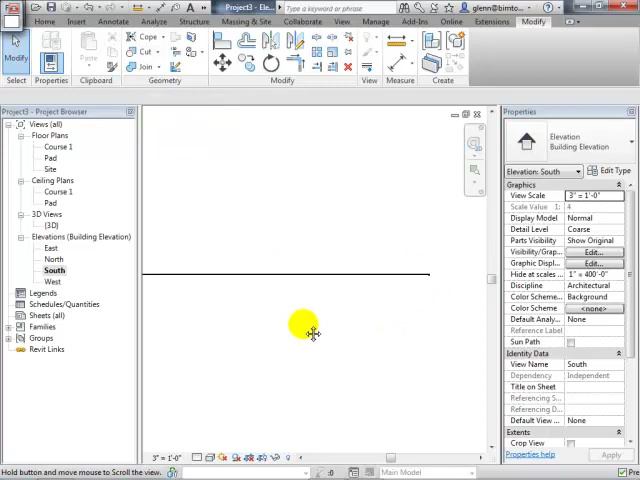 Project3 - Ele...
Type a keyword or phrase
glenn@bimto...
Home Insert Annotate Analyze Structure Massing & Site Collaborate View Manage Add-Ins Extensions Modify
Modify
Paste
Cope
Cut
Join
Select Properties Clipboard Geometry Modify View Measure Create
Project3 - Project Browser
Views (all)
Floor Plans
Course 1
Pad
Site
Ceiling Plans
Course 1
Pad
3D Views
{3D}
Elevations (Building Elevation)
East
North
South
West
Legends
Schedules/Quantities
Sheets (all)
Families
Groups
Revit Links
Properties
Elevation
Building Elevation
Elevation: South
Edit Type
Graphics
View Scale 3" = 1'-0"
Scale Value 1: 4
Display Model Normal
Detail Level Coarse
Parts Visibility Show Original
Visibility/Grap... Edit...
Graphic Displ... Edit...
Hide at scales ... 1" = 400'-0"
Discipline Architectural
Color Scheme... Background
Color Scheme <none>
Default Analy... None
Reference Label
Sun Path
Identity Data
View Name South
Dependency Independent
Title on Sheet
Referencing S...
Referencing D...
Default View ... None
Extents
Crop View
Properties help
Apply
3" = 1'-0"
Hold button and move mouse to Scroll the view.
:0
Main Model
Pre